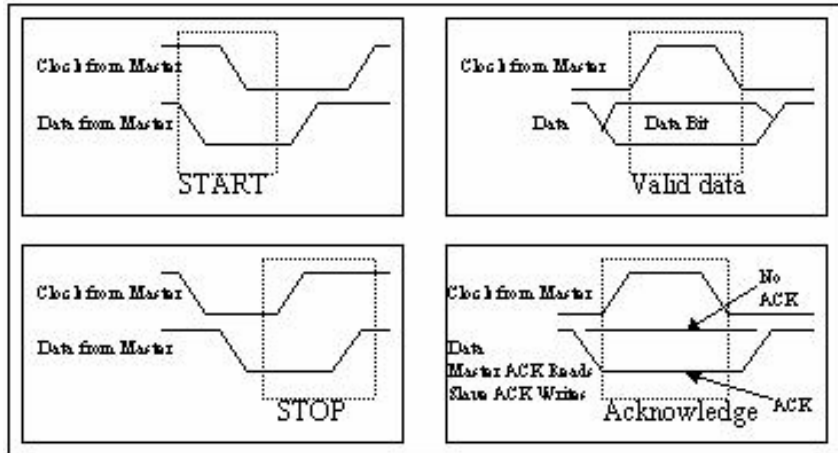 Clock from Master
Data from Master
START
Clock from Master
Data
Data Bit
Valid data
Clock from Master
Data from Master
STOP
Clock from Master
No
ACK
Data
Master ACK Reads
Slave ACK Writes
ACK
Acknowledge